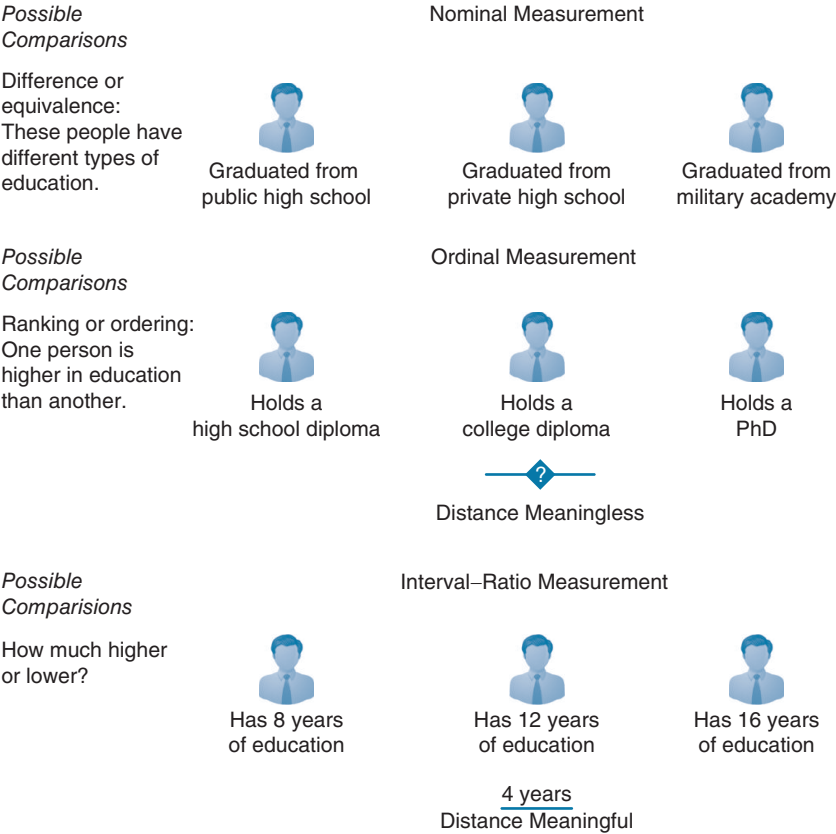 Possible
Comparisons
Nominal Measurement
Difference or
equivalence:
These people have
different types of
education.
Graduated from
public high school
Graduated from
private high school
Graduated from
military academy
Possible
Comparisons
Ordinal Measurement
Ranking or ordering:
One person is
higher in education
than another.
Holds a
high school diploma
Holds a
college diploma
Holds a
PhD
?
Distance Meaningless
Possible
Comparisions
Interval–Ratio Measurement
How much higher
or lower?
Has 8 years
of education
Has 12 years
of education
Has 16 years
of education
4 years
Distance Meaningful